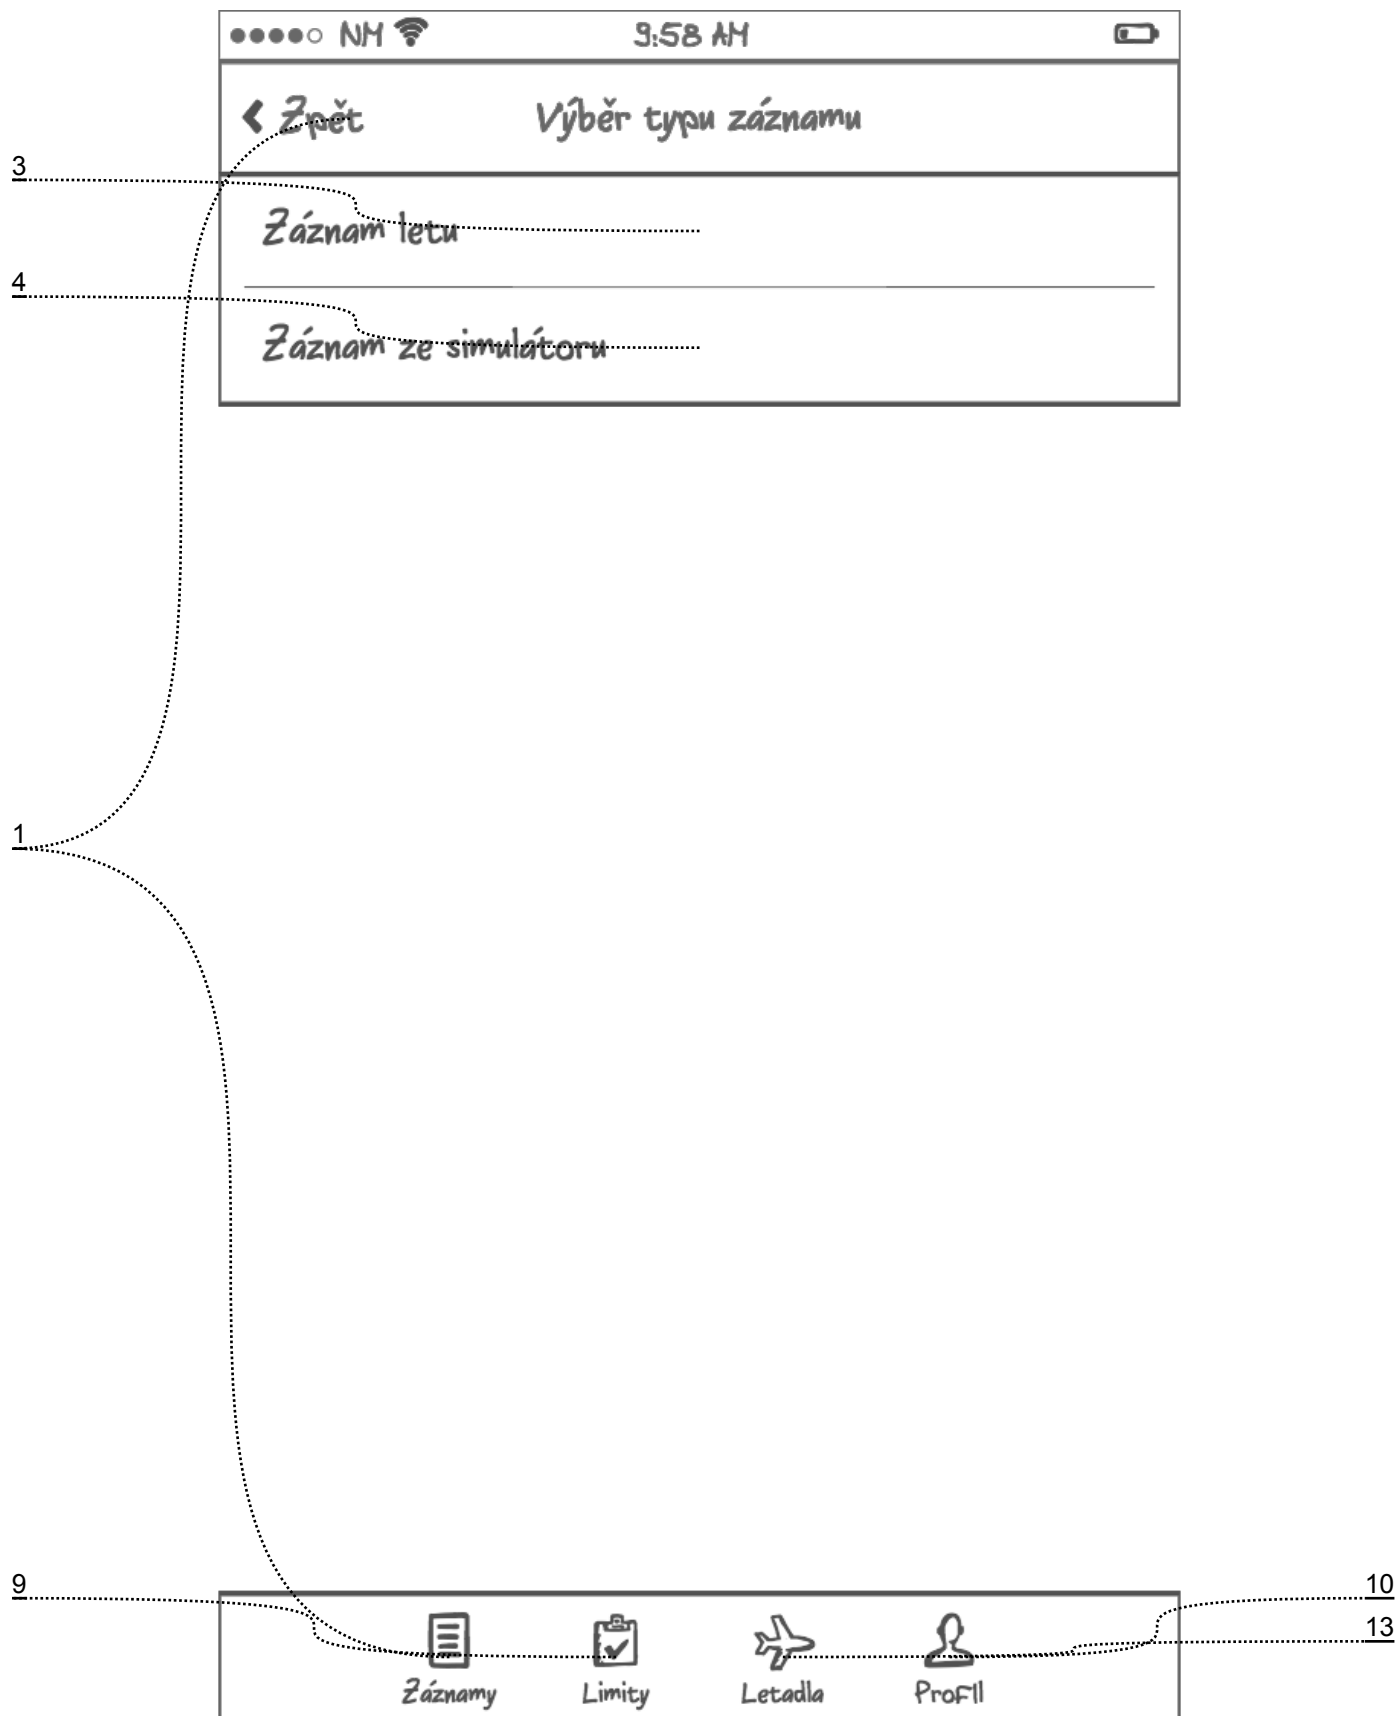 NM 9:58 AM
Zpět Výběr typu záznamu
3
Záznam letu
4
Záznam ze simulátoru
1
9 10
13
Záznamy Limity Letadla Profil